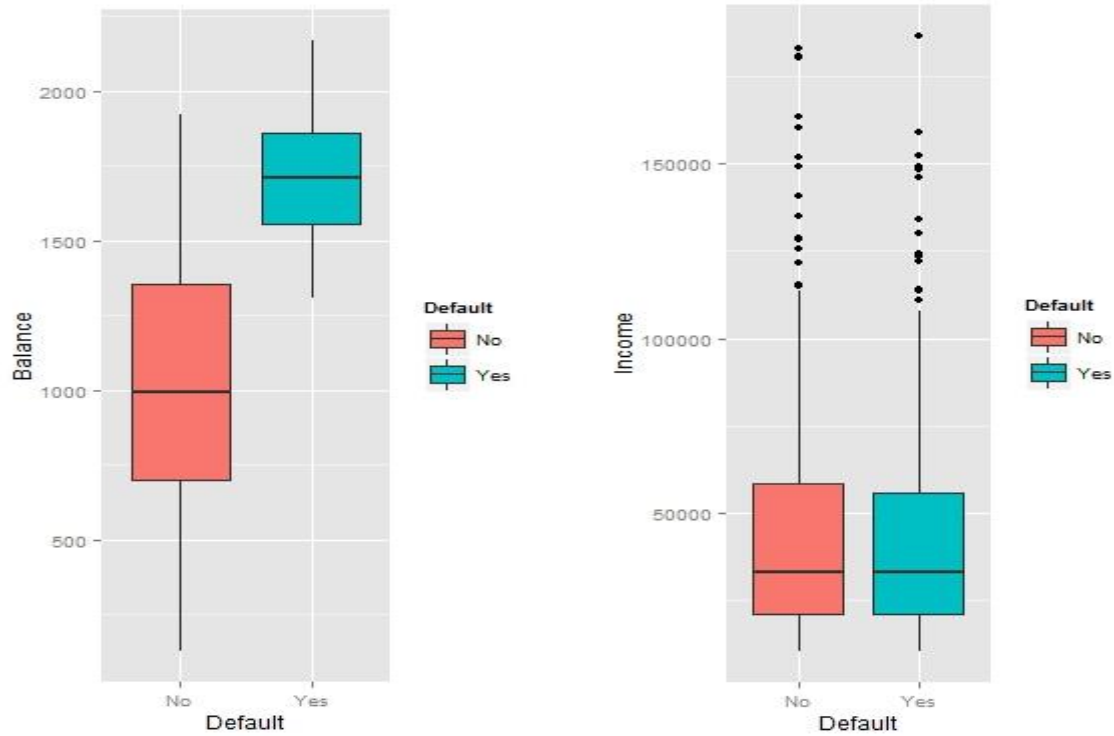 2000
1500
1000
500
Balance
No
Yes
Default
Default
No
Yes
150000
100000
50000
Income
No
Yes
Default
Default
No
Yes